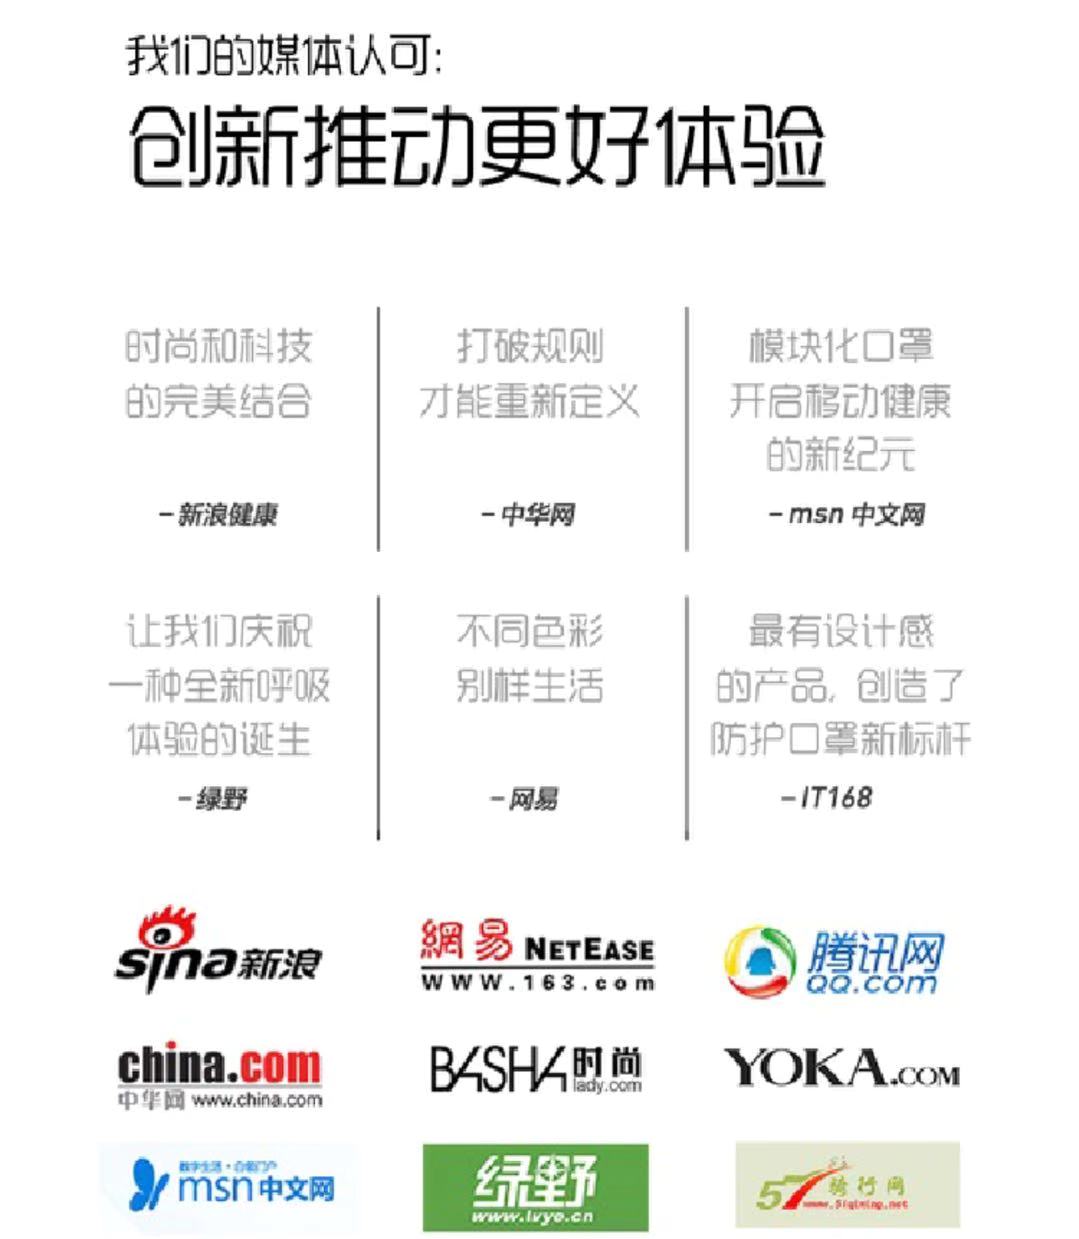 我们的媒体认可:
创新推动更好体验
时尚和科技
的完美结合
– 新浪健康
打破规则
才能重新定义
– 中华网
模块化口罩
开启移动健康
的新纪元
– msn 中文网
让我们庆祝
一种全新呼吸
体验的诞生
– 绿野
不同色彩
别样生活
– 网易
最有设计感
的产品, 创造了
防护口罩新标杆
– IT168
sina新浪
網易 NETEASE
www.163.com
腾讯网
QQ.com
china.com
中华网 www.china.com
BASHA时尚
lady.com
YOKA.COM
数字生活·
msn中文网
绿野
www.lvye.cn
57骑行网
www.51qixing.net